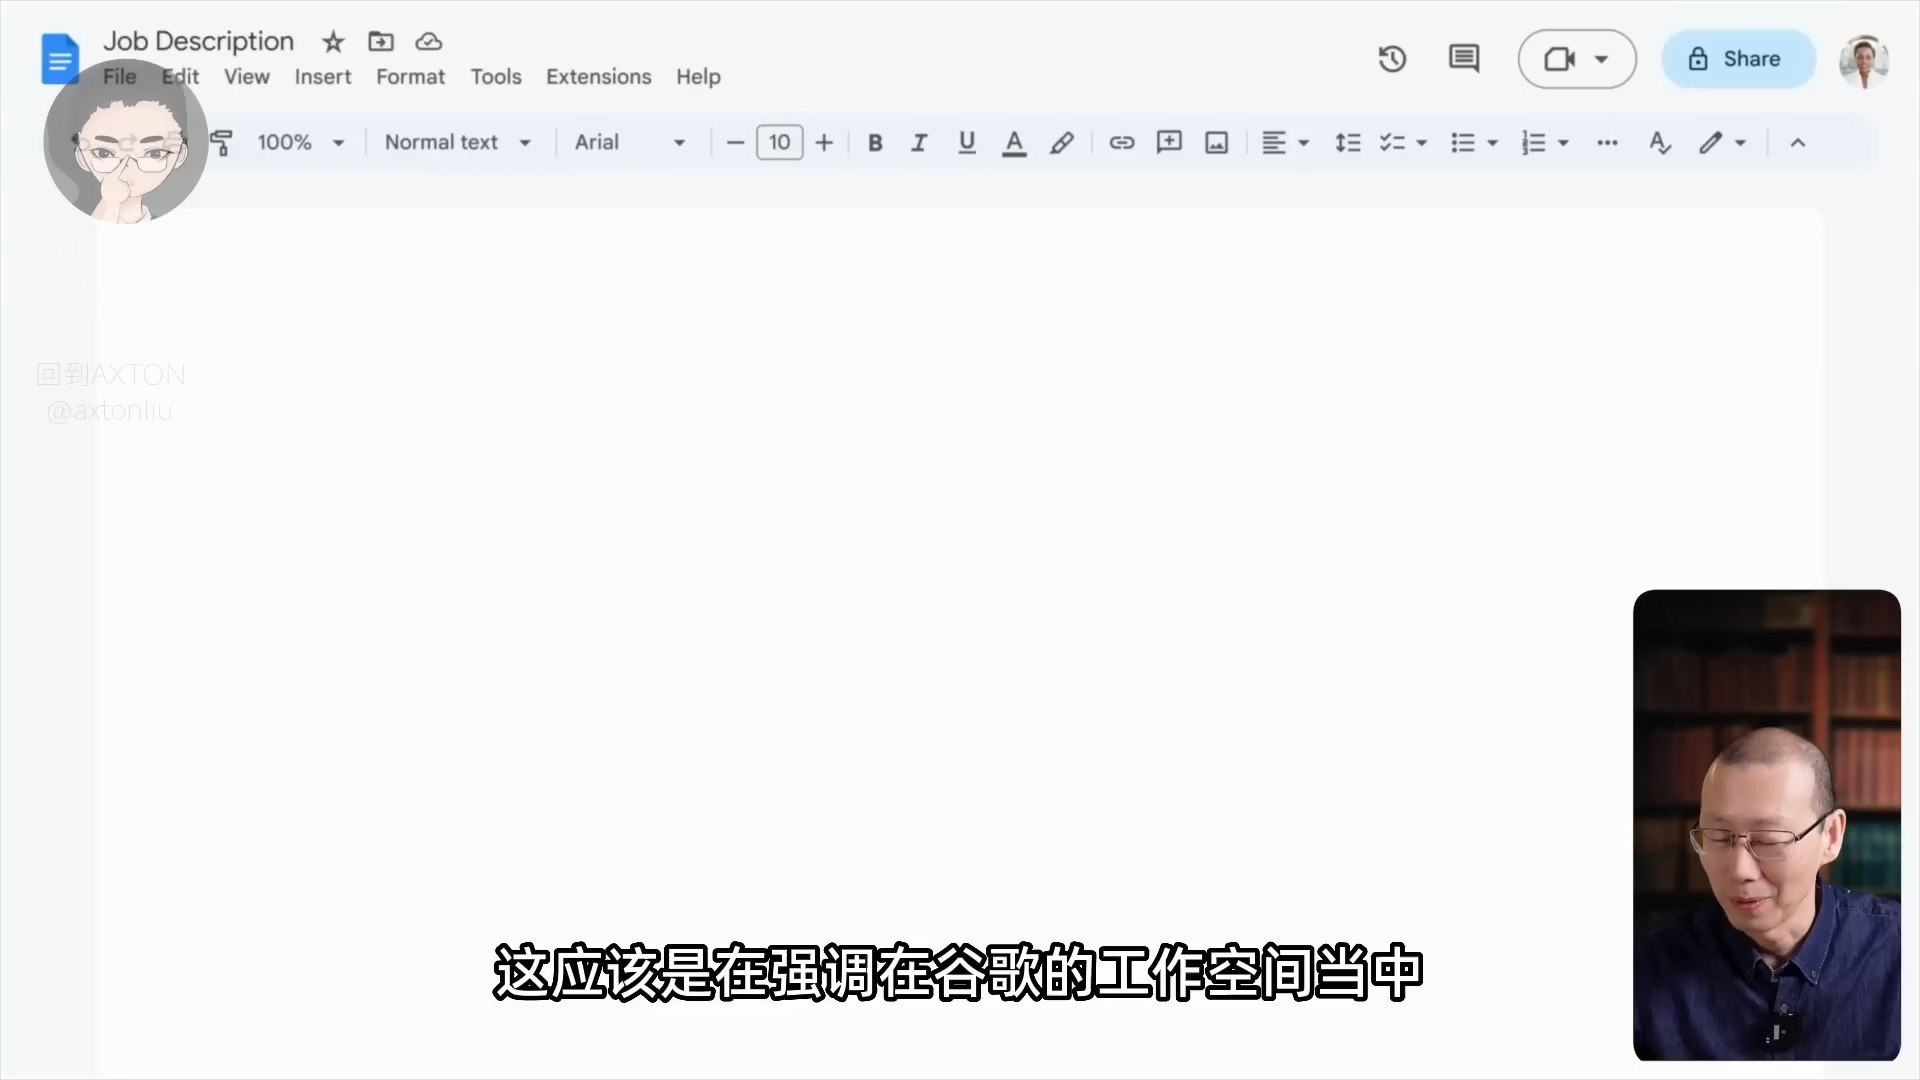 Job Description
File Edit View Insert Format Tools Extensions Help
Share
100% Normal text Arial 10 B I U A
回到AXTON
@axtonliu
这应该是在强调在谷歌的工作空间当中